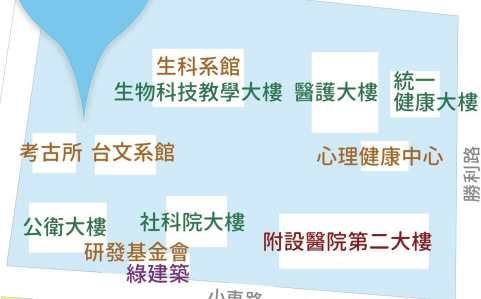 生科系館
生物科技教學大樓
醫護大樓
統一
健康大樓
考古所
台文系館
心理健康中心
勝利路
公衛大樓
社科院大樓
研發基金會
綠建築
附設醫院第二大樓
小東路